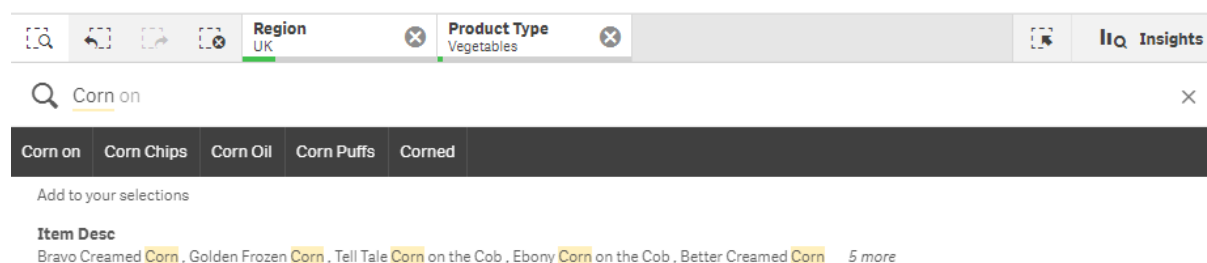 Region
UK
Product Type
Vegetables
Insights
Corn on
Corn on Corn Chips Corn Oil Corn Puffs Corned
Add to your selections
Item Desc
Bravo Creamed Corn , Golden Frozen Corn , Tell Tale Corn on the Cob , Ebony Corn on the Cob , Better Creamed Corn 5 more